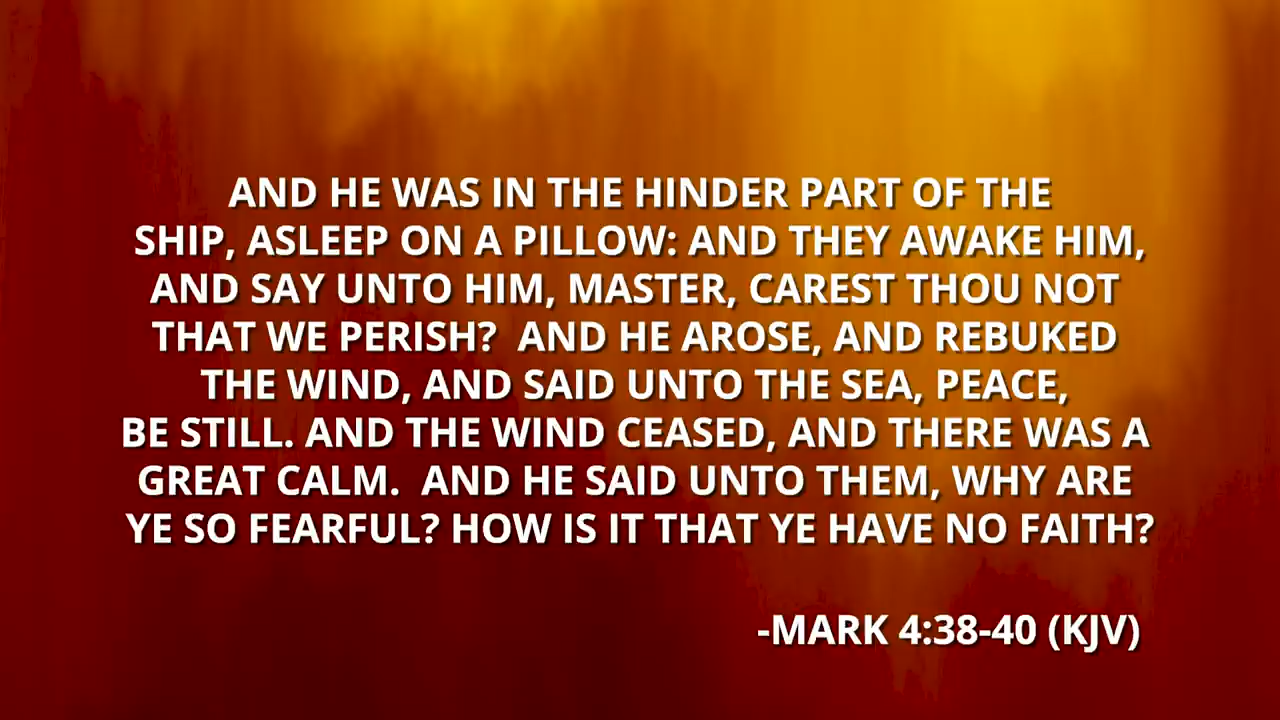 AND HE WAS IN THE HINDER PART OF THE
SHIP, ASLEEP ON A PILLOW: AND THEY AWAKE HIM,
AND SAY UNTO HIM, MASTER, CAREST THOU NOT
THAT WE PERISH?  AND HE AROSE, AND REBUKED
THE WIND, AND SAID UNTO THE SEA, PEACE,
BE STILL. AND THE WIND CEASED, AND THERE WAS A
GREAT CALM.  AND HE SAID UNTO THEM, WHY ARE
YE SO FEARFUL? HOW IS IT THAT YE HAVE NO FAITH?
-MARK 4:38-40 (KJV)